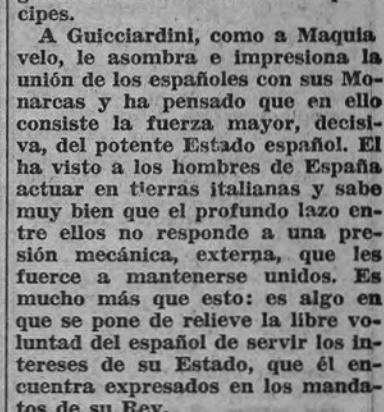 cipes.
A Guicciardini, como a Maquia
velo, le asombra e impresiona la
unión de los españoles con sus Mo-
narcas y ha pensado que en ello
consiste la fuerza mayor, decisi-
va, del potente Estado español. El
ha visto a los hombres de España
actuar en tierras italianas y sabe
muy bien que el profundo lazo en-
tre ellos no responde a una pre-
sión mecánica, externa, que les
fuerce a mantenerse unidos. Es
mucho más que esto: es algo en
que se pone de relieve la libre vo-
luntad del español de servir los in-
tereses de su Estado, que él en-
cuentra expresados en los manda-
tos de su Rey.